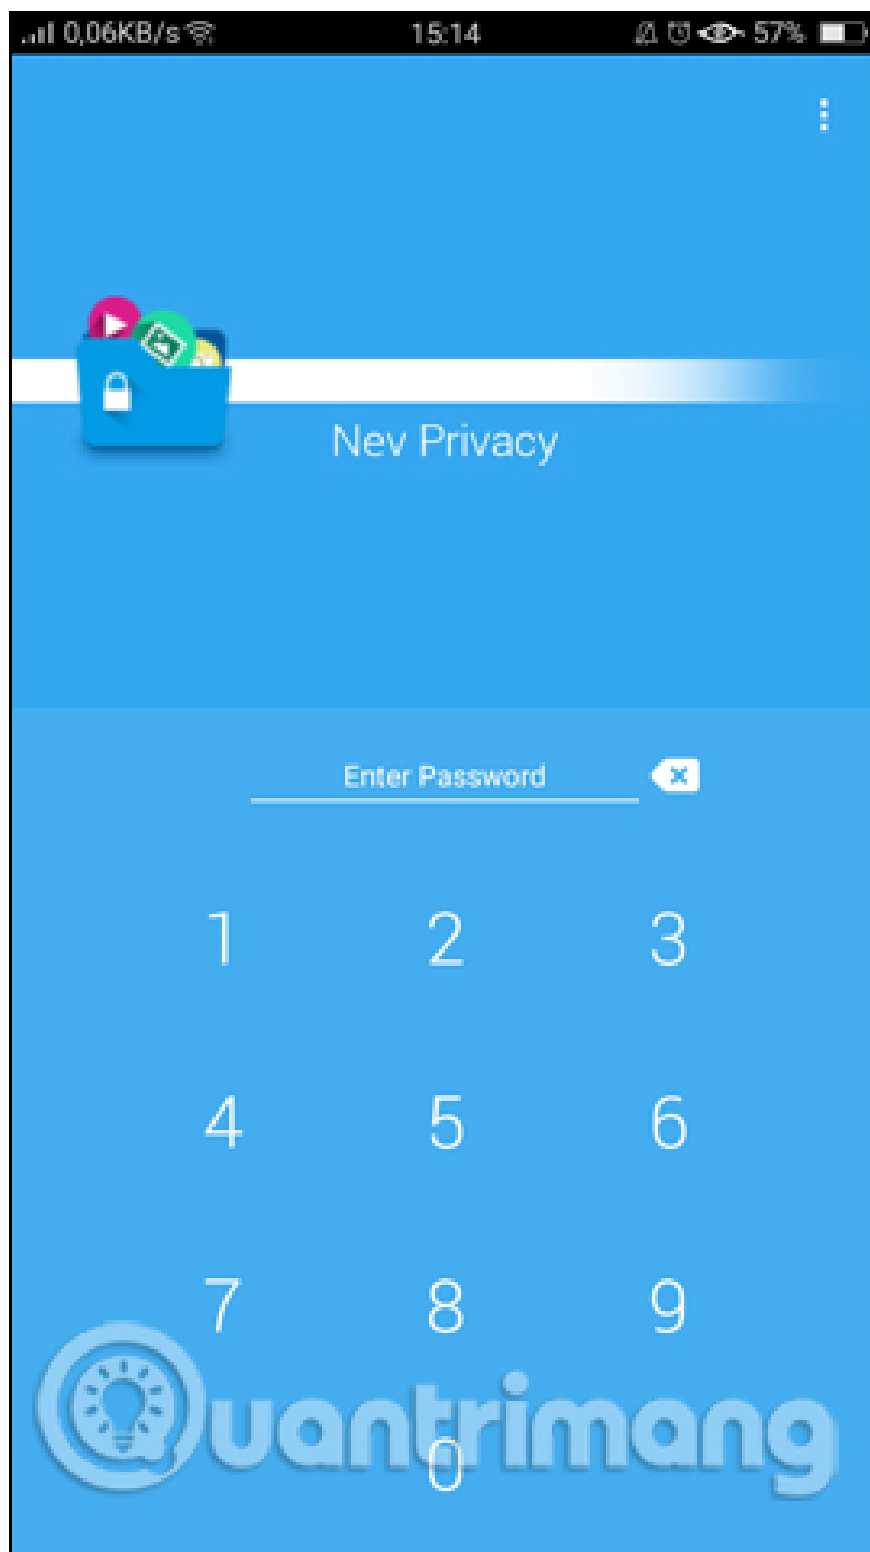 0,06KB/s 15:14 57%
Nev Privacy
Enter Password
1 2 3
4 5 6
7 8 9
0
Quantrimang